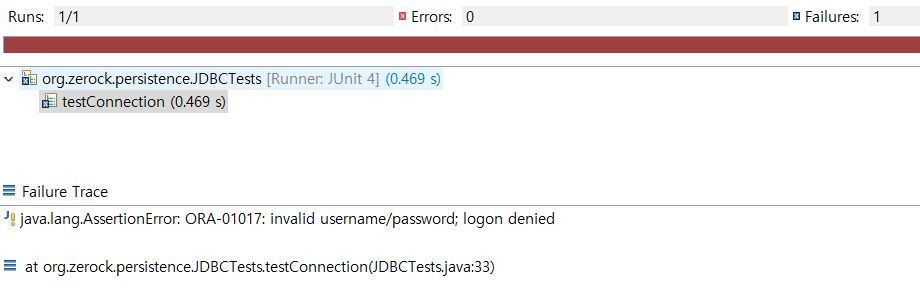 Runs: 1/1 Errors: 0 Failures: 1
org.zerock.persistence.JDBCTests [Runner: JUnit 4] (0.469 s)
testConnection (0.469 s)
Failure Trace
java.lang.AssertionError: ORA-01017: invalid username/password; logon denied
at org.zerock.persistence.JDBCTests.testConnection(JDBCTests.java:33)